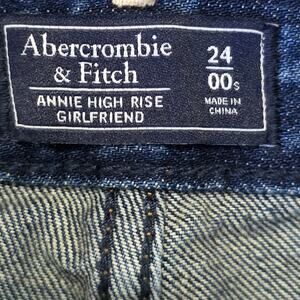 Abercrombie
& Fitch
ANNIE HIGH RISE
GIRLFRIEND
24
00s
MADE IN
CHINA